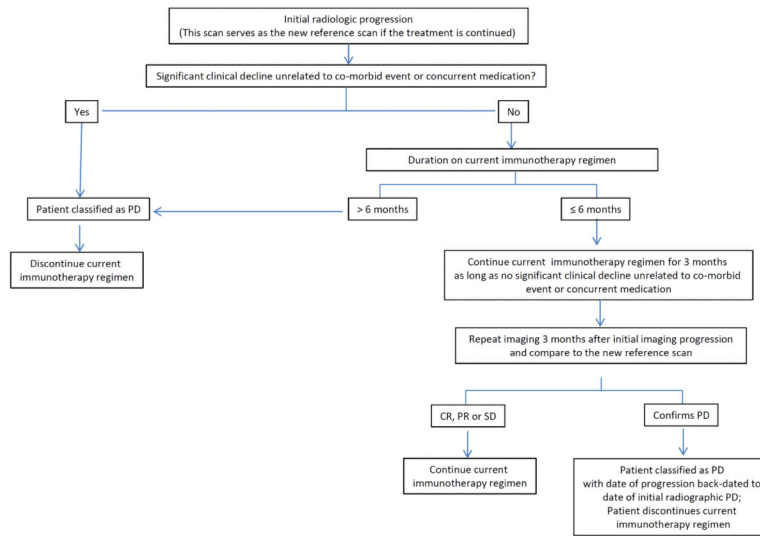 Initial radiologic progression
(This scan serves as the new reference scan if the treatment is continued)
Significant clinical decline unrelated to co-morbid event or concurrent medication?
Yes
No
Duration on current immunotherapy regimen
Patient classified as PD
> 6 months
≤ 6 months
Discontinue current
immunotherapy regimen
Continue current immunotherapy regimen for 3 months
as long as no significant clinical decline unrelated to co-morbid
event or concurrent medication
Repeat imaging 3 months after initial imaging progression
and compare to the new reference scan
CR, PR or SD
Confirms PD
Continue current
immunotherapy regimen
Patient classified as PD
with date of progression back-dated to
date of initial radiographic PD;
Patient discontinues current
immunotherapy regimen